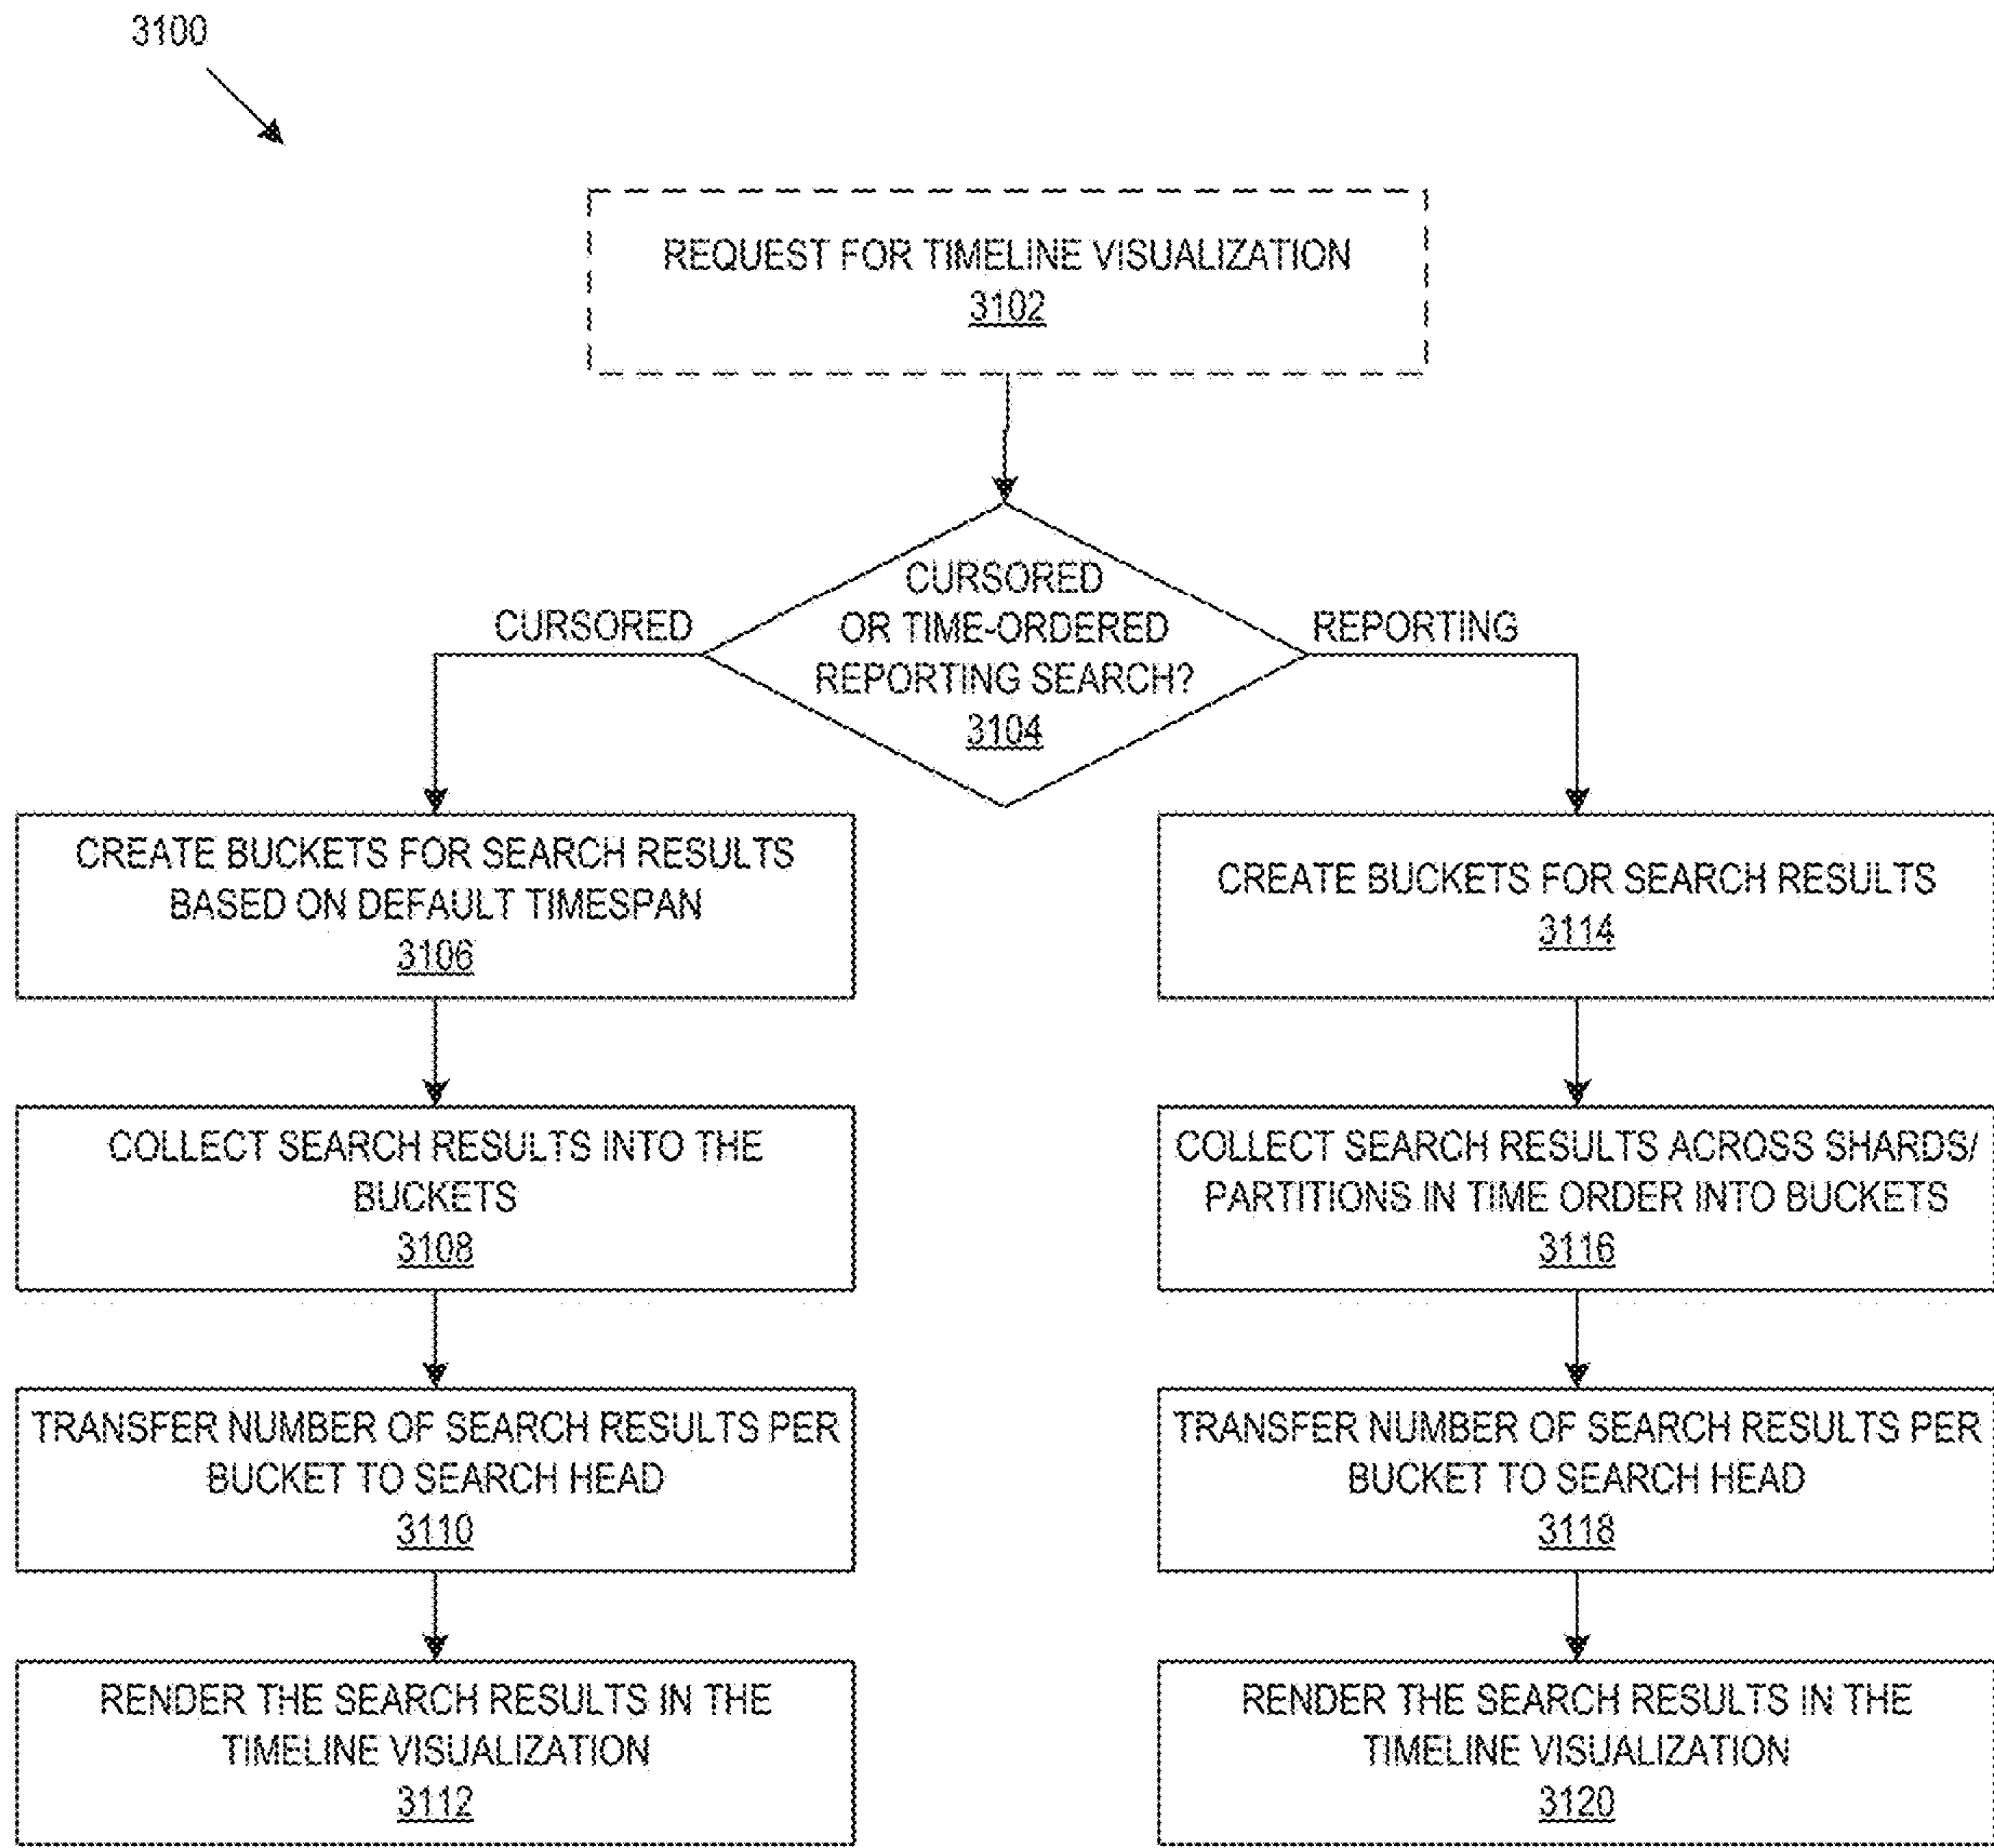 3100
REQUEST FOR TIMELINE VISUALIZATION
3102
CURSORED
OR TIME-ORDERED
REPORTING SEARCH?
3104
CURSORED
REPORTING
CREATE BUCKETS FOR SEARCH RESULTS
BASED ON DEFAULT TIMESPAN
3106
COLLECT SEARCH RESULTS INTO THE
BUCKETS
3108
TRANSFER NUMBER OF SEARCH RESULTS PER
BUCKET TO SEARCH HEAD
3110
RENDER THE SEARCH RESULTS IN THE
TIMELINE VISUALIZATION
3112
CREATE BUCKETS FOR SEARCH RESULTS
3114
COLLECT SEARCH RESULTS ACROSS SHARDS/
PARTITIONS IN TIME ORDER INTO BUCKETS
3116
TRANSFER NUMBER OF SEARCH RESULTS PER
BUCKET TO SEARCH HEAD
3118
RENDER THE SEARCH RESULTS IN THE
TIMELINE VISUALIZATION
3120